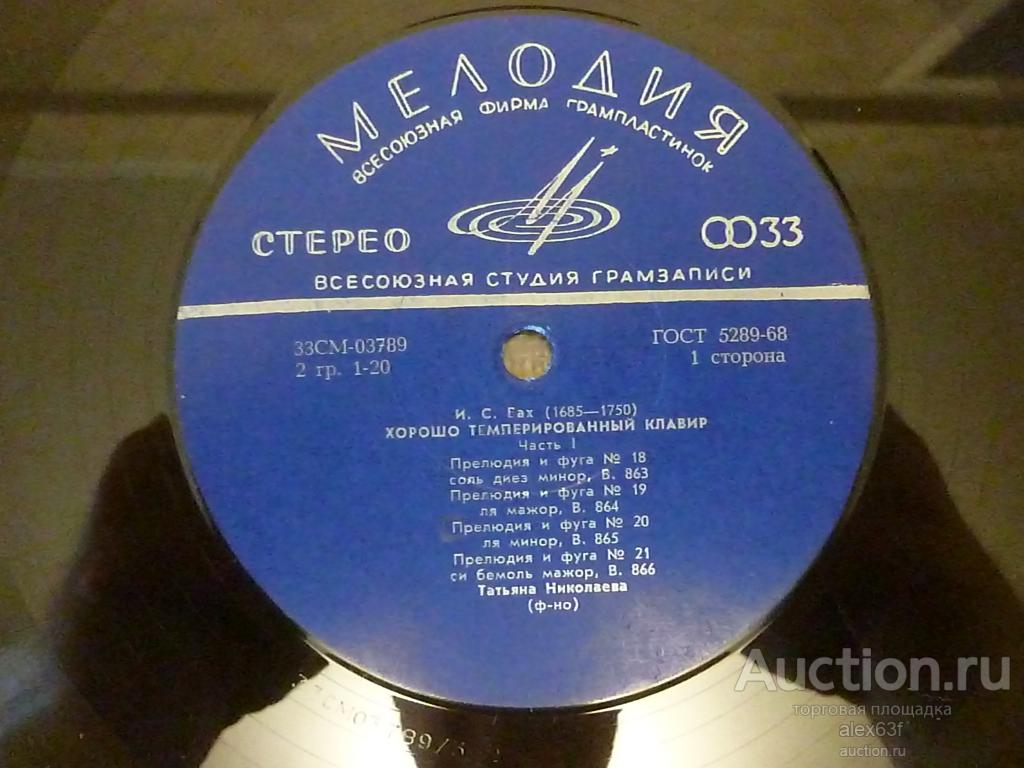 МЕЛОДИЯ
ВСЕСОЮЗНАЯ ФИРМА ГРАМПЛАСТИНОК
СТЕРЕО
33
ВСЕСОЮЗНАЯ СТУДИЯ ГРАМЗАПИСИ
33СМ-03789
ГОСТ 5289-68
2 гр. 1-20
1 сторона
И. С. Бах (1685—1750)
ХОРОШО ТЕМПЕРИРОВАННЫЙ КЛАВИР
Часть I
Прелюдия и фуга № 18
соль диез минор, В. 863
Прелюдия и фуга № 19
ля мажор, В. 864
Прелюдия и фуга № 20
ля минор, В. 865
Прелюдия и фуга № 21
си бемоль мажор, В. 866
Татьяна Николаева
(ф-но)
Auction.ru
торговая площадка
alex63f
auction.ru